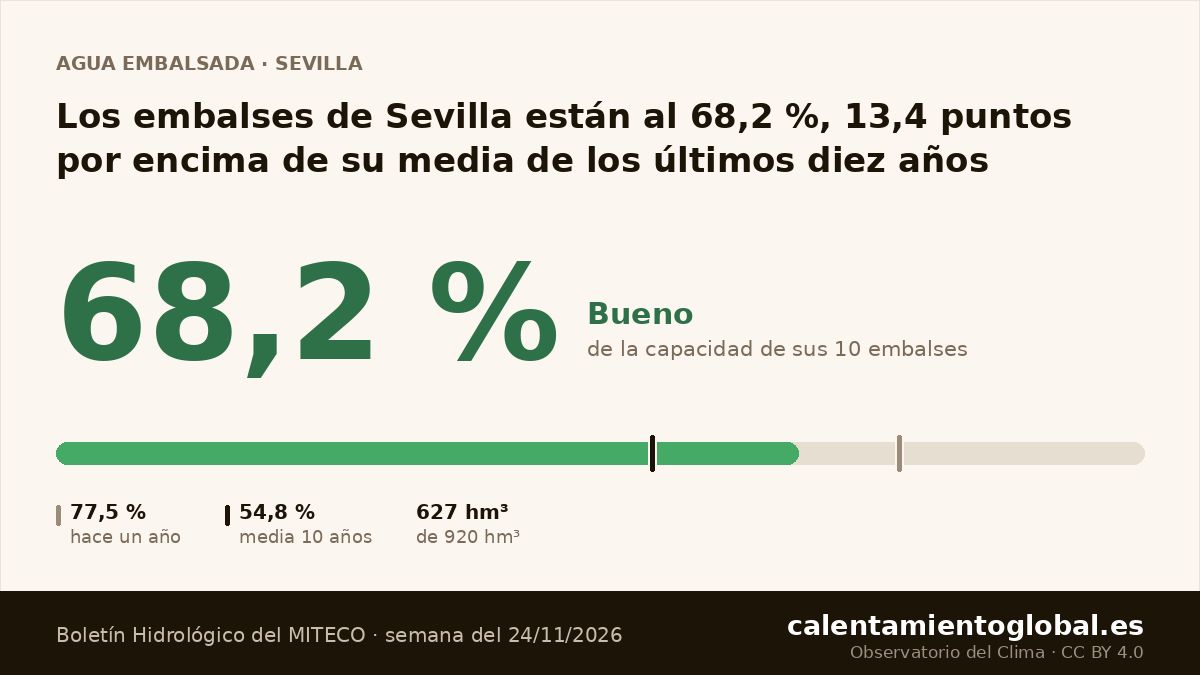 AGUA EMBALSADA · SEVILLA
Los embalses de Sevilla están al 68,2 %, 13,4 puntos
por encima de su media de los últimos diez años
68,2 %
Bueno
de la capacidad de sus 10 embalses
77,5 %
hace un año
54,8 %
media 10 años
627 hm³
de 920 hm³
Boletín Hidrológico del MITECO · semana del 24/11/2026
calentamientoglobal.es
Observatorio del Clima · CC BY 4.0